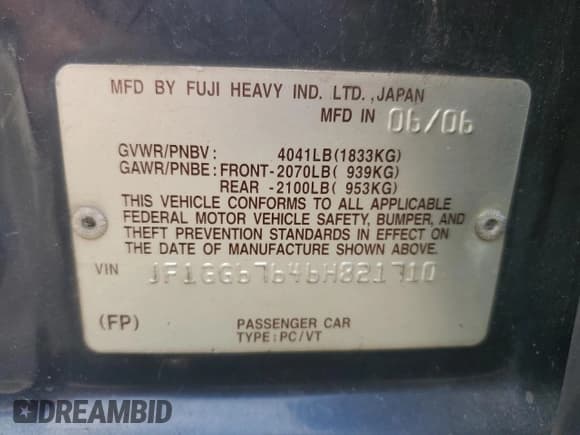 MFD BY FUJI HEAVY IND. LTD.,JAPAN
MFD IN 06/06
GVWR/PNBV : 4041LB(1833KG)
GAWR/PNBE : FRONT-2070LB( 939KG)
REAR -2100LB( 953KG)
THIS VEHICLE CONFORMS TO ALL APPLICABLE
FEDERAL MOTOR VEHICLE SAFETY, BUMPER, AND
THEFT PREVENTION STANDARDS IN EFFECT ON
THE DATE OF MANUFACTURE SHOWN ABOVE.
VIN JF1GG67646H821710
(FP) PASSENGER CAR
TYPE:PC/VT
DREAMBID